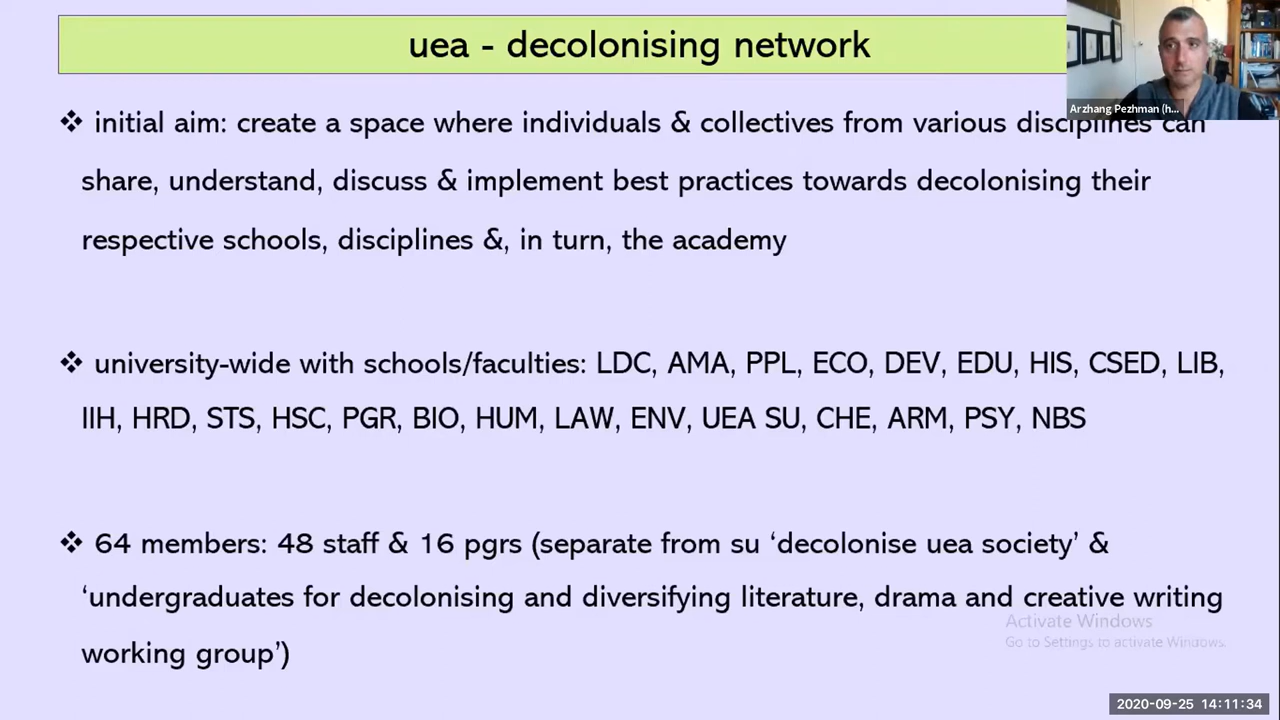 uea - decolonising network
Arzhang Pezhman (h...
❖ initial aim: create a space where individuals & collectives from various disciplines can
share, understand, discuss & implement best practices towards decolonising their
respective schools, disciplines &, in turn, the academy
❖ university-wide with schools/faculties: LDC, AMA, PPL, ECO, DEV, EDU, HIS, CSED, LIB,
IIH, HRD, STS, HSC, PGR, BIO, HUM, LAW, ENV, UEA SU, CHE, ARM, PSY, NBS
❖ 64 members: 48 staff & 16 pgrs (separate from su ‘decolonise uea society’ &
‘undergraduates for decolonising and diversifying literature, drama and creative writing
working group’)
Activate Windows
Go to Settings to activate Windows.
2020-09-25 14:11:34